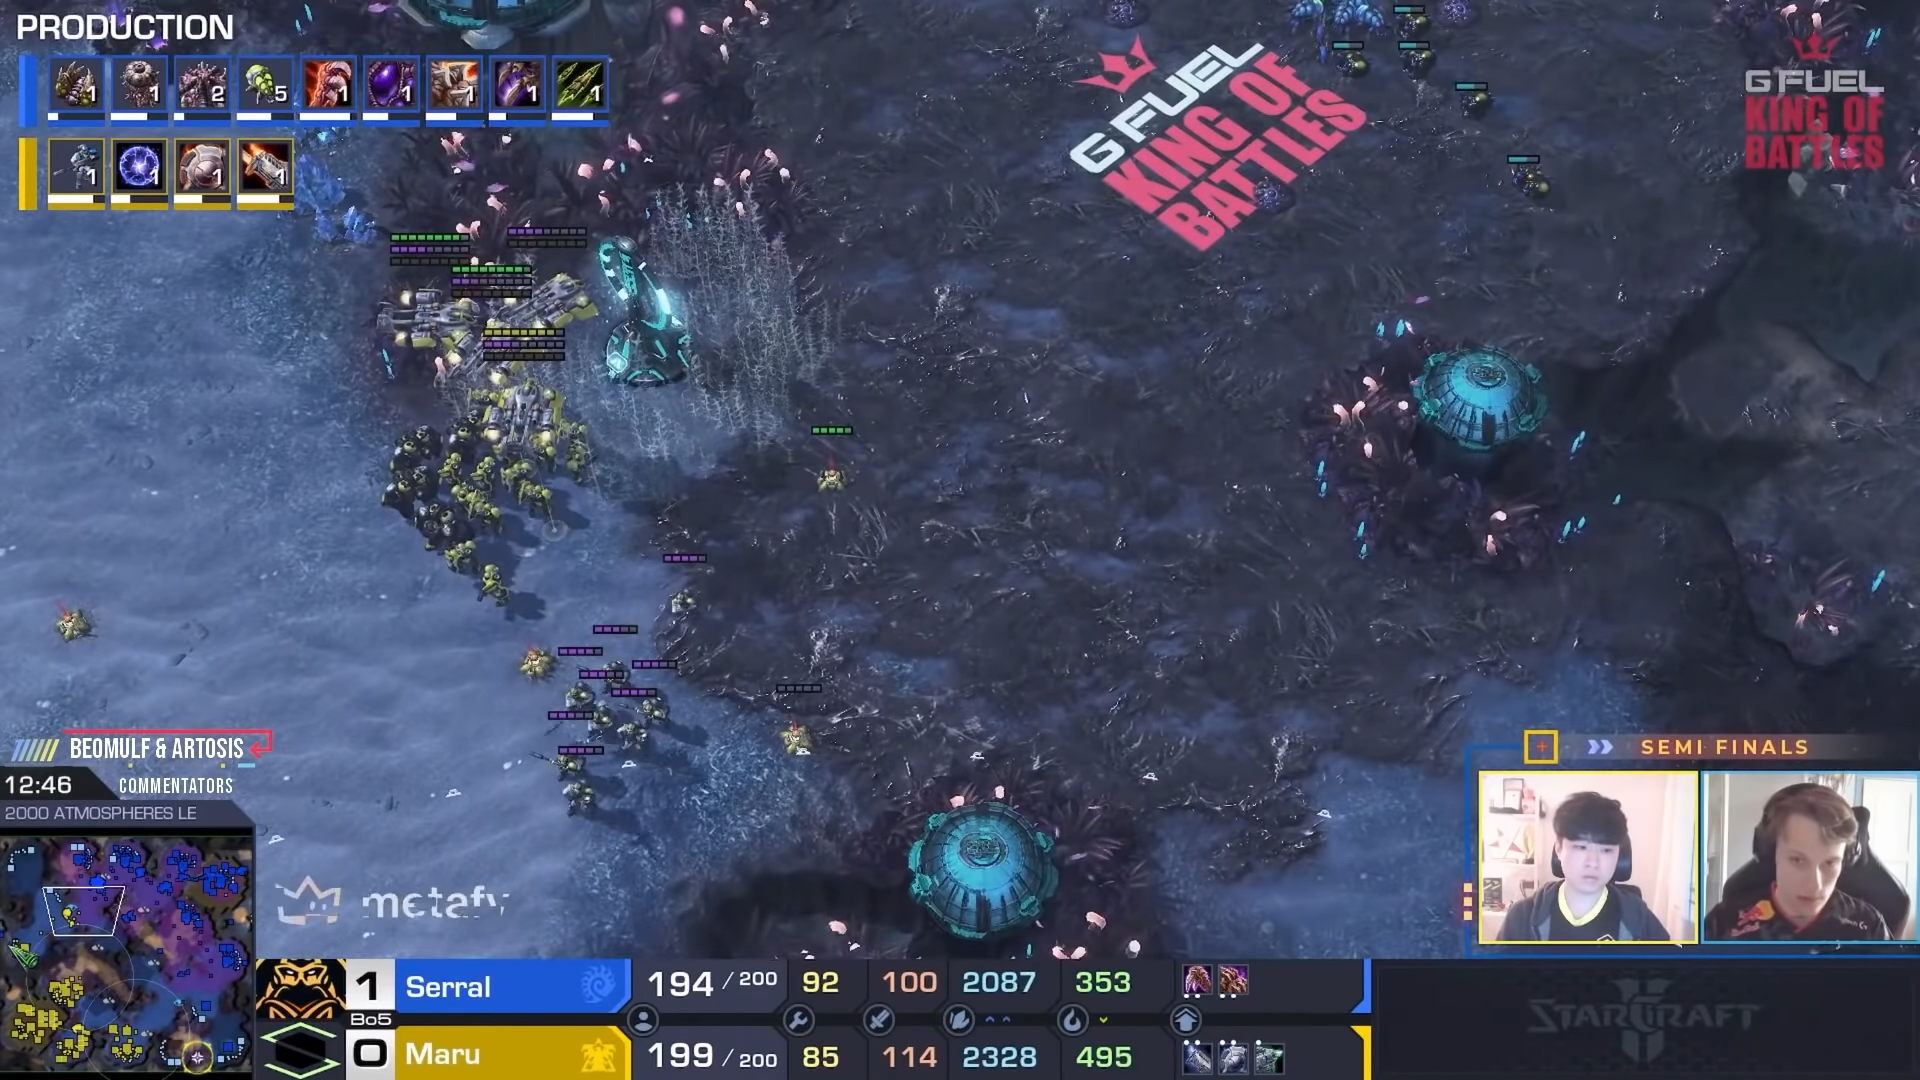 PRODUCTION
1 1 2 5 1 1 1 1 1
1 1 1 1
G FUEL
KING OF
BATTLES
G FUEL
KING OF
BATTLES
BEOMULF & ARTOSIS
COMMENTATORS
12:46
2000 ATMOSPHERES LE
metafy
SEMI FINALS
1 Serral 194 / 200 92 100 2087 353
Bo5
0 Maru 199 / 200 85 114 2328 495
STARCRAFT II